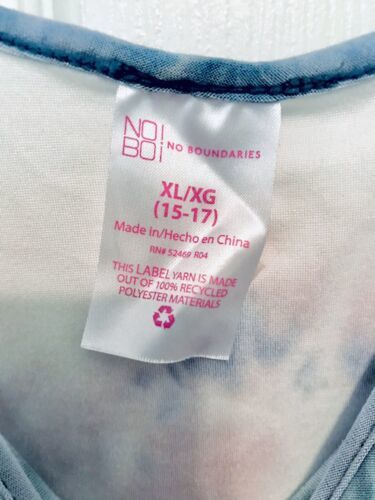 NO!
BO! NO BOUNDARIES
XL/XG
(15-17)
Made in/Hecho en China
RN# 52469 R04
THIS LABEL YARN IS MADE
OUT OF 100% RECYCLED
POLYESTER MATERIALS